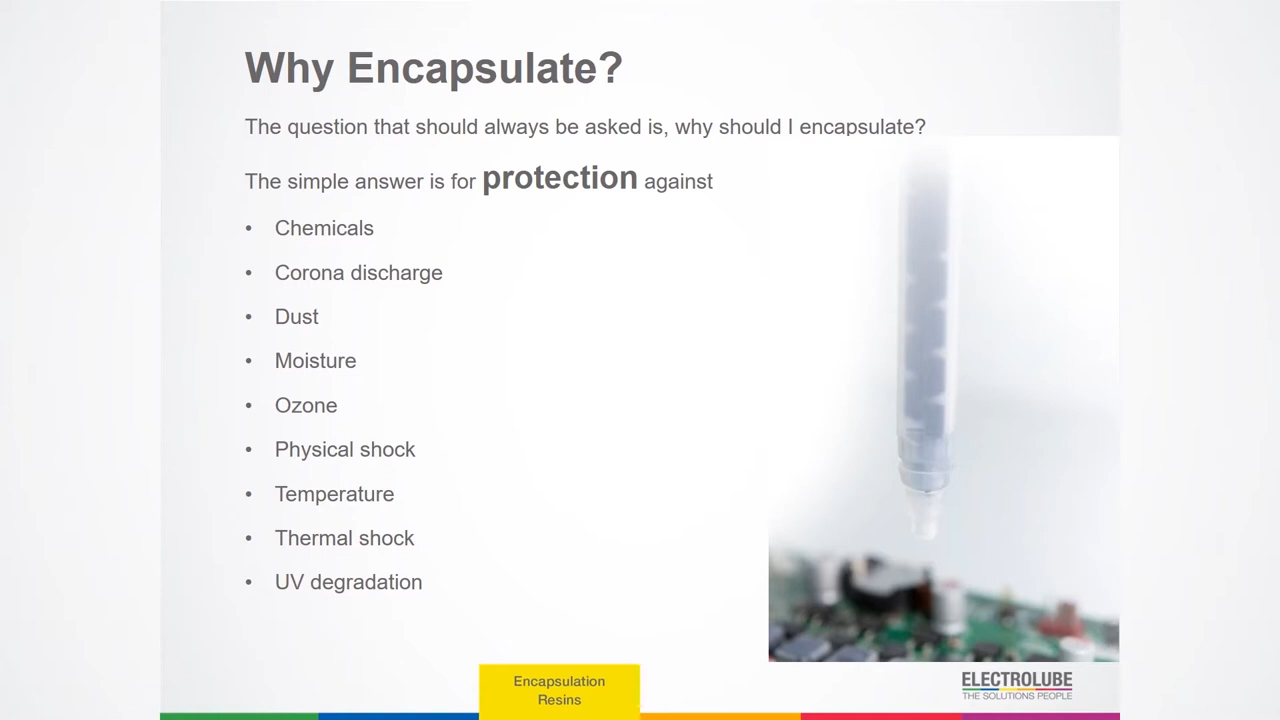 Why Encapsulate?
The question that should always be asked is, why should I encapsulate?
The simple answer is for protection against
• Chemicals
• Corona discharge
• Dust
• Moisture
• Ozone
• Physical shock
• Temperature
• Thermal shock
• UV degradation
Encapsulation
Resins
ELECTROLUBE
THE SOLUTIONS PEOPLE